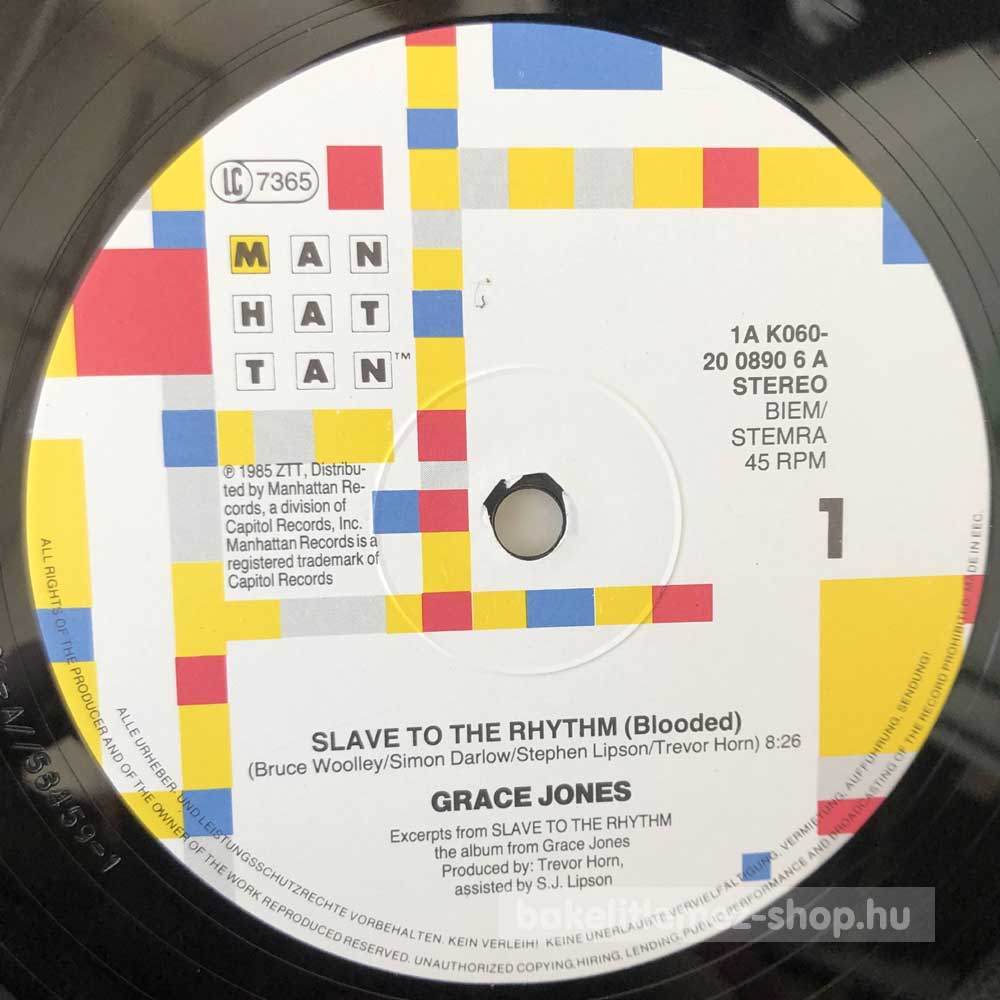 LC 7365
MAN
HAT
TAN™
1A K060-
20 0890 6 A
STEREO
BIEM/
STEMRA
45 RPM
1
℗ 1985 ZTT, Distribu-
ted by Manhattan Re-
cords, a division of
Capitol Records, Inc.
Manhattan Records is a
registered trademark of
Capitol Records
SLAVE TO THE RHYTHM (Blooded)
(Bruce Woolley/Simon Darlow/Stephen Lipson/Trevor Horn) 8:26
GRACE JONES
Excerpts from SLAVE TO THE RHYTHM
the album from Grace Jones
Produced by: Trevor Horn,
assisted by S.J. Lipson
ALLE URHEBER- UND LEISTUNGSSCHUTZRECHTE VORBEHALTEN. KEIN VERLEIH! KEINE UNERLAUBTE VERVIELFÄLTIGUNG, VERMIETUNG, AUFFÜHRUNG, SENDUNG!
ALL RIGHTS OF THE PRODUCER AND OF THE OWNER OF THE WORK REPRODUCED RESERVED. UNAUTHORIZED COPYING, HIRING, LENDING, PUBLIC PERFORMANCE AND BROADCASTING OF THE RECORD PROHIBITED. MADE IN EEC.
bakelitlemez-shop.hu